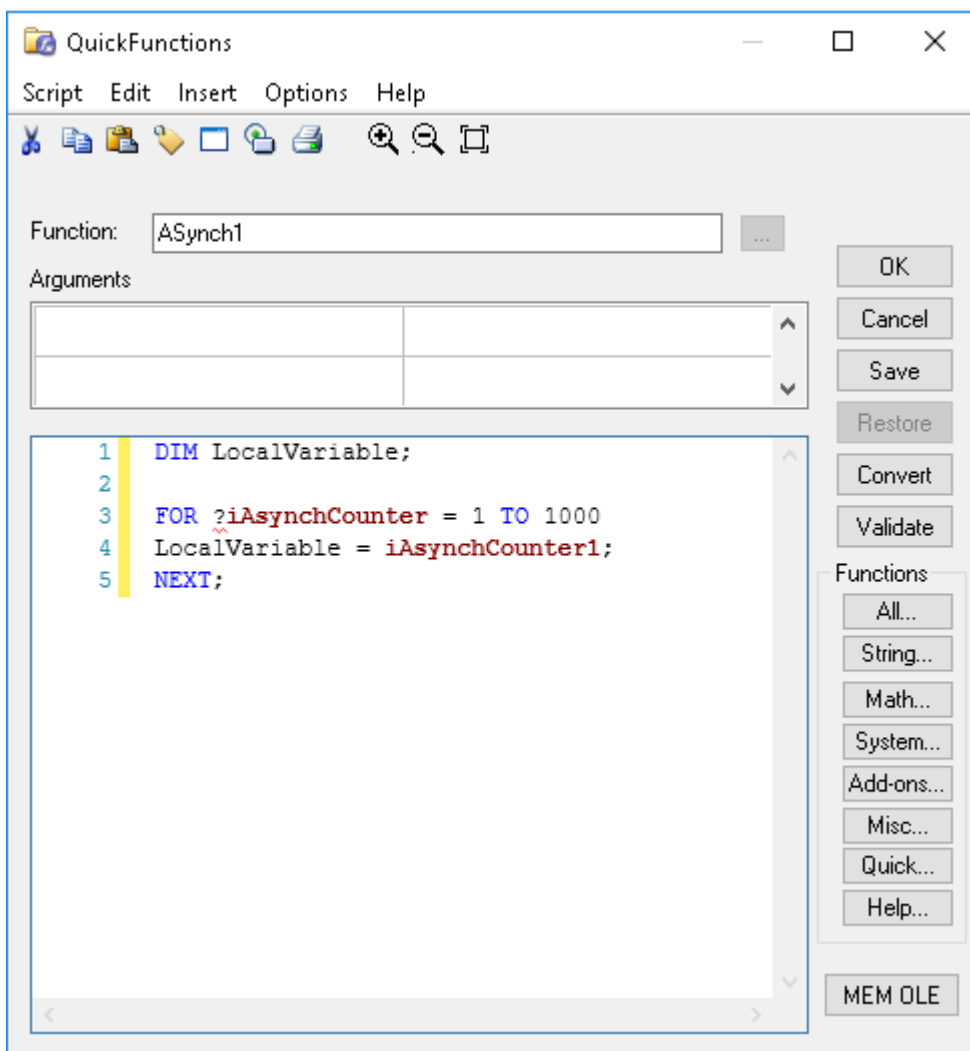 QuickFunctions
Script Edit Insert Options Help
Function: ASynch1 ...
Arguments
OK
Cancel
Save
Restore
Convert
Validate
1 DIM LocalVariable;
2
3 FOR ?iAsynchCounter = 1 TO 1000
4 LocalVariable = iAsynchCounter1;
5 NEXT;
Functions
All...
String...
Math...
System...
Add-ons...
Misc...
Quick...
Help...
MEM OLE